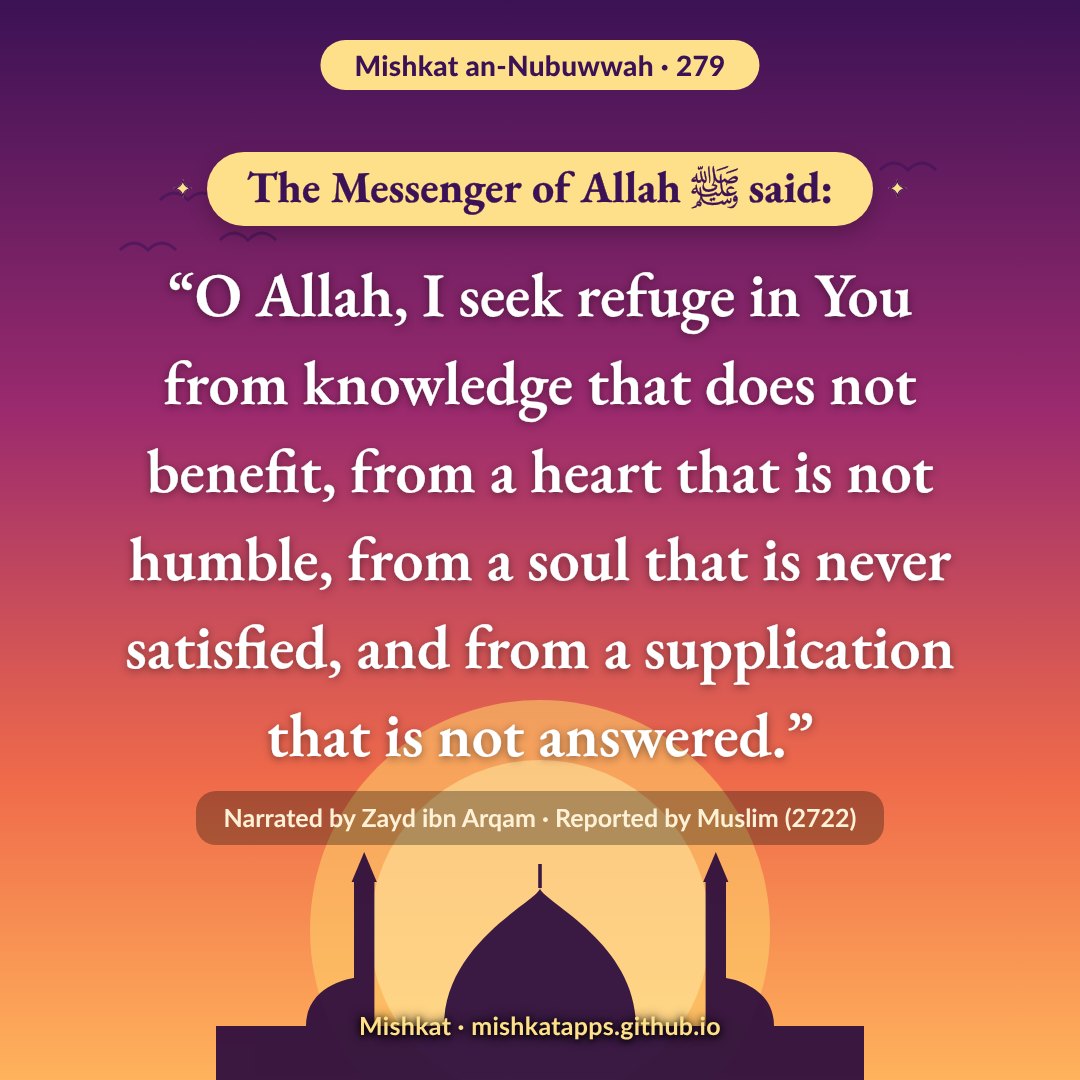 Mishkat an-Nubuwwah · 279
The Messenger of Allah ﷺ said:
“O Allah, I seek refuge in You
from knowledge that does not
benefit, from a heart that is not
humble, from a soul that is never
satisfied, and from a supplication
that is not answered.”
Narrated by Zayd ibn Arqam · Reported by Muslim (2722)
Mishkat · mishkatapps.github.io